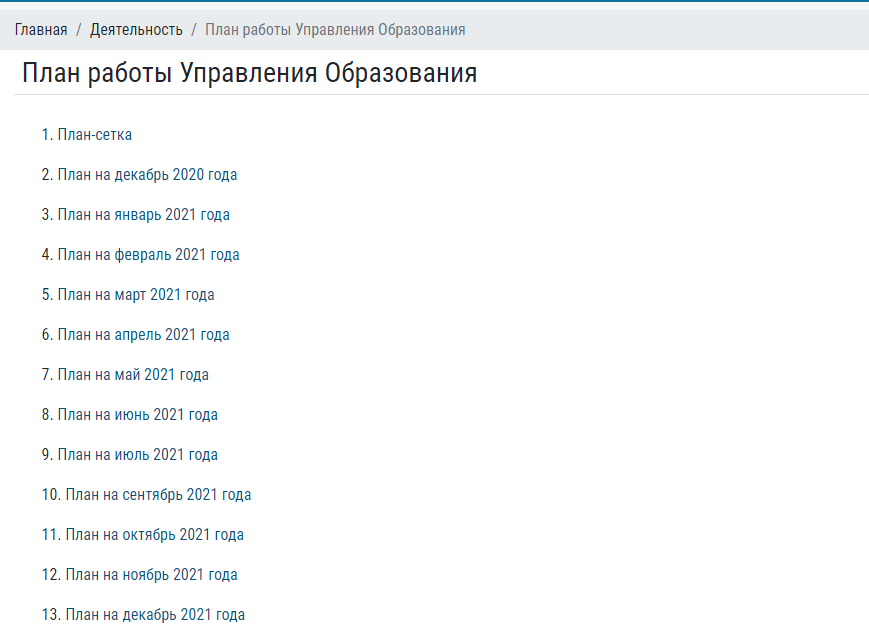 Главная / Деятельность / План работы Управления Образования
План работы Управления Образования
1. План-сетка
2. План на декабрь 2020 года
3. План на январь 2021 года
4. План на февраль 2021 года
5. План на март 2021 года
6. План на апрель 2021 года
7. План на май 2021 года
8. План на июнь 2021 года
9. План на июль 2021 года
10. План на сентябрь 2021 года
11. План на октябрь 2021 года
12. План на ноябрь 2021 года
13. План на декабрь 2021 года